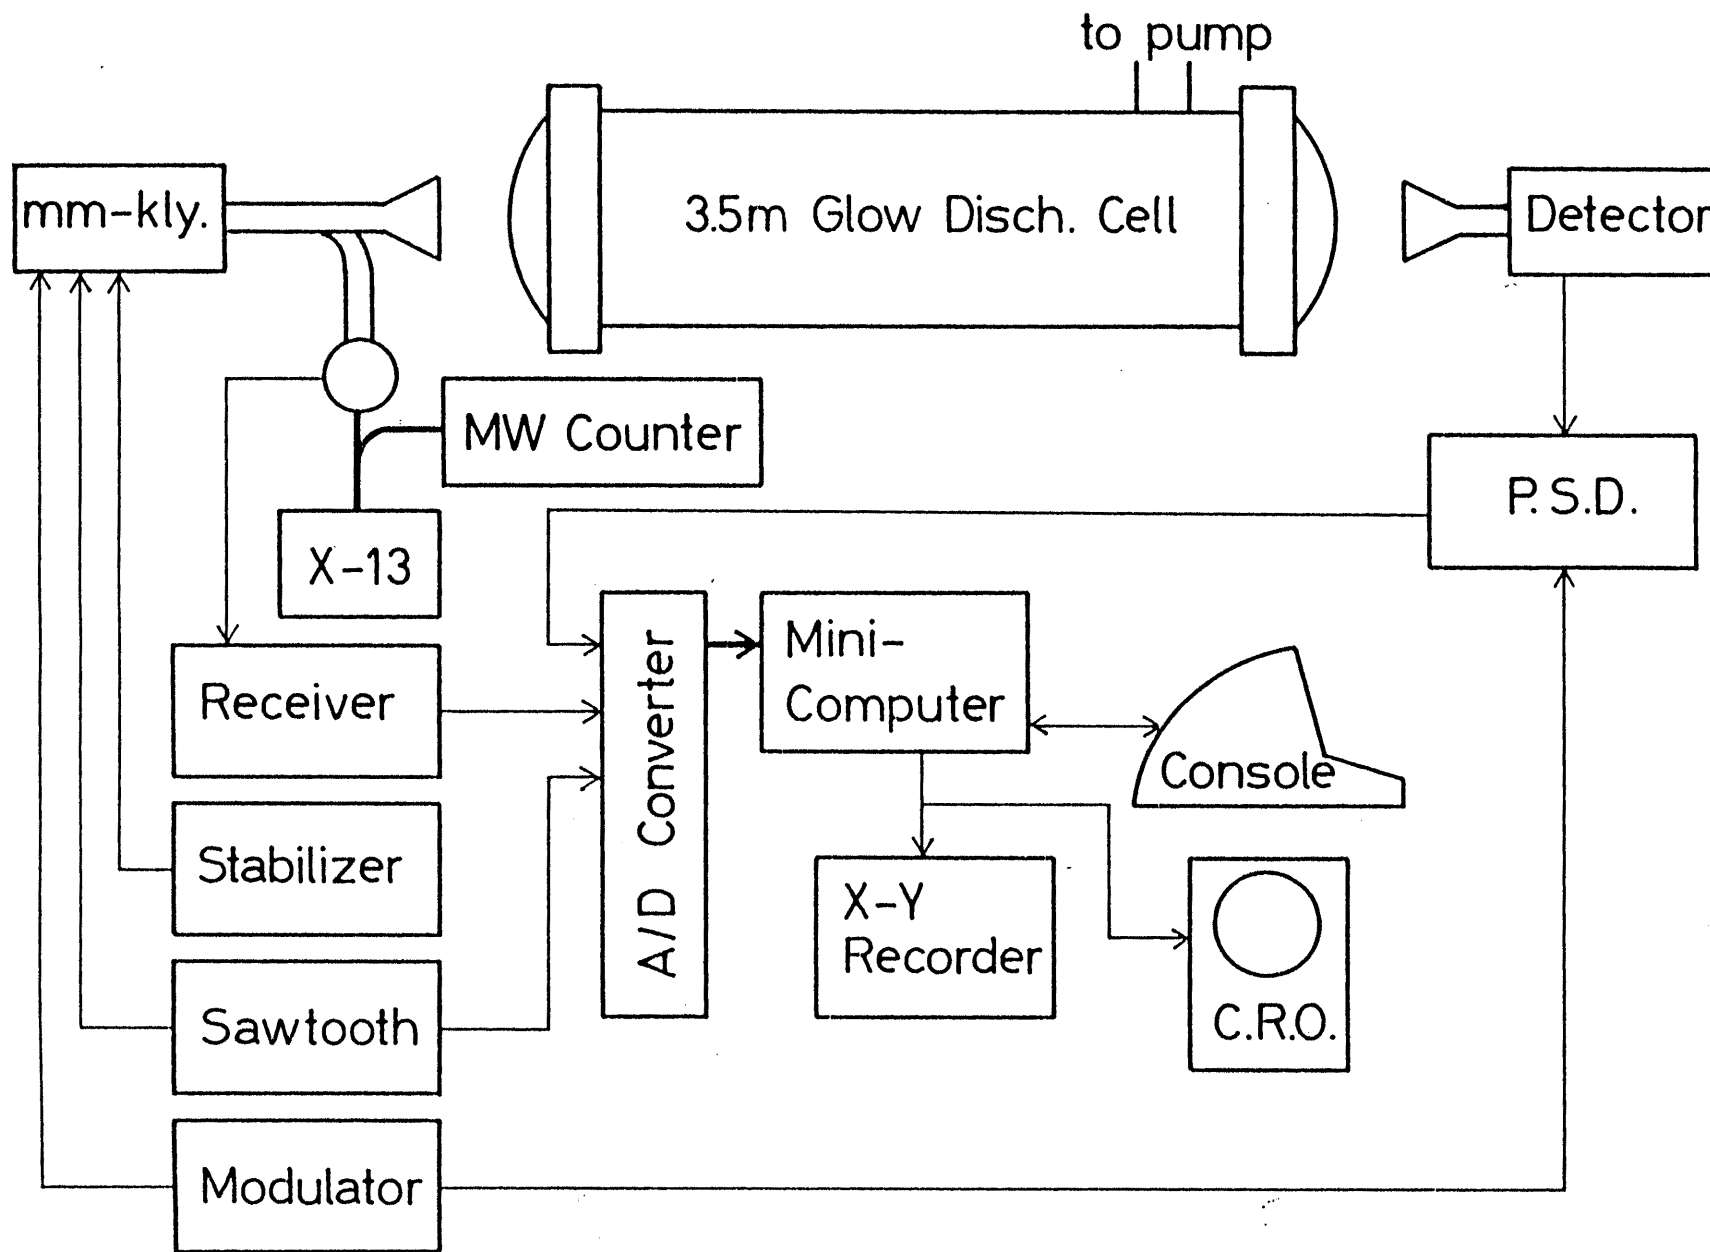 to pump
mm-kly.
3.5m Glow Disch. Cell
Detector
MW Counter
P.S.D.
X-13
Mini-
Computer
Receiver
A/D Converter
Console
Stabilizer
X-Y
Recorder
Sawtooth
C.R.O.
Modulator